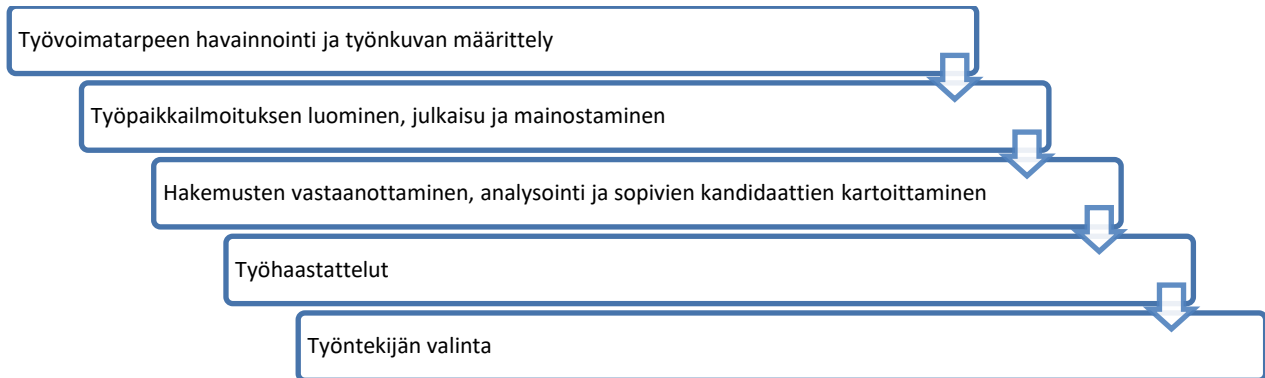 Työvoimatarpeen havainnointi ja työnkuvan määrittely
Työpaikkailmoituksen luominen, julkaisu ja mainostaminen
Hakemusten vastaanottaminen, analysointi ja sopivien kandidaattien kartoittaminen
Työhaastattelut
Työntekijän valinta